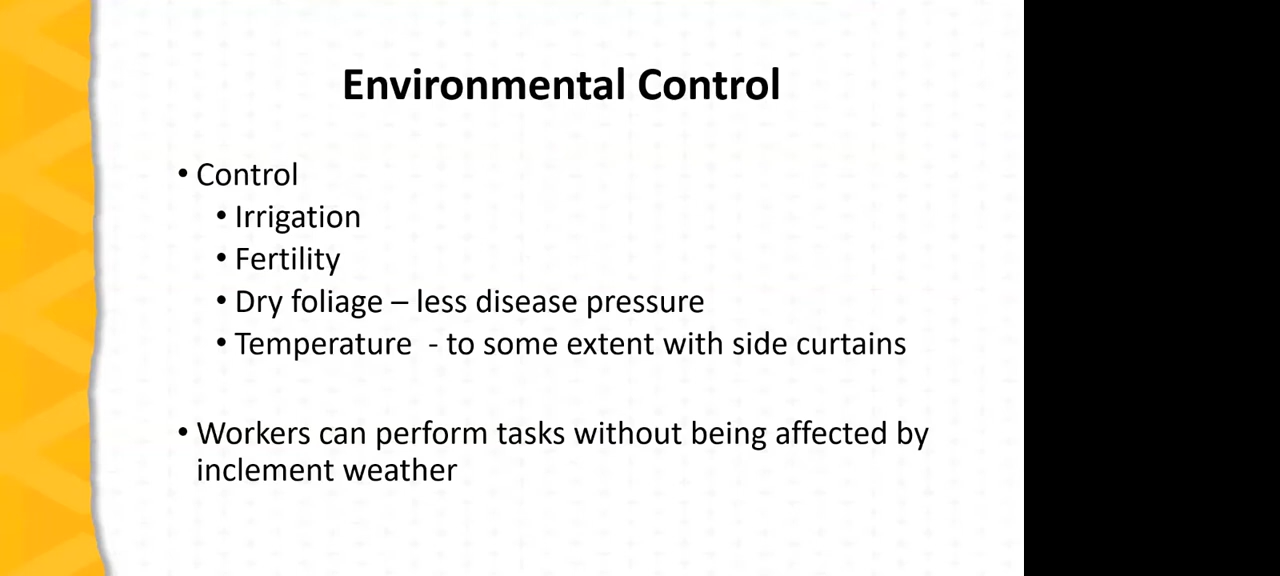 Environmental Control
• Control
• Irrigation
• Fertility
• Dry foliage – less disease pressure
• Temperature  - to some extent with side curtains
• Workers can perform tasks without being affected by
inclement weather